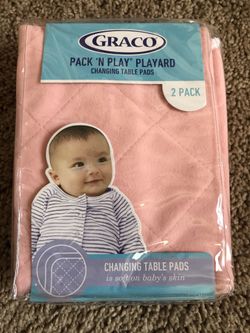 GRACO
PACK 'N PLAY® PLAYARD
CHANGING TABLE PADS
2 PACK
CHANGING TABLE PADS
is soft on baby's skin